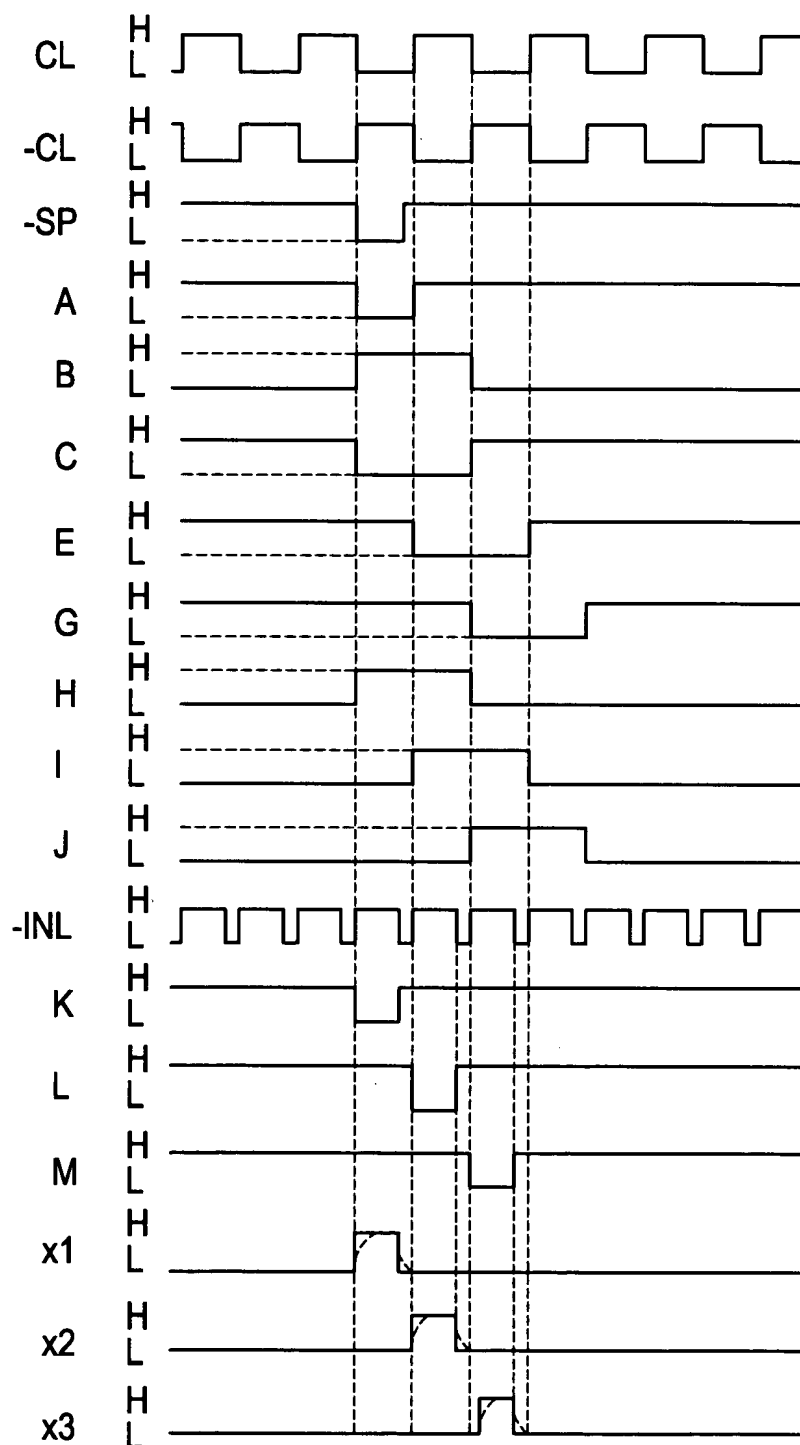 CL H
L
-CL H
L
-SP H
L
A H
L
B H
L
C H
L
E H
L
G H
L
H H
L
I H
L
J H
L
-INL H
L
K H
L
L H
L
M H
L
x1 H
L
x2 H
L
x3 H
L